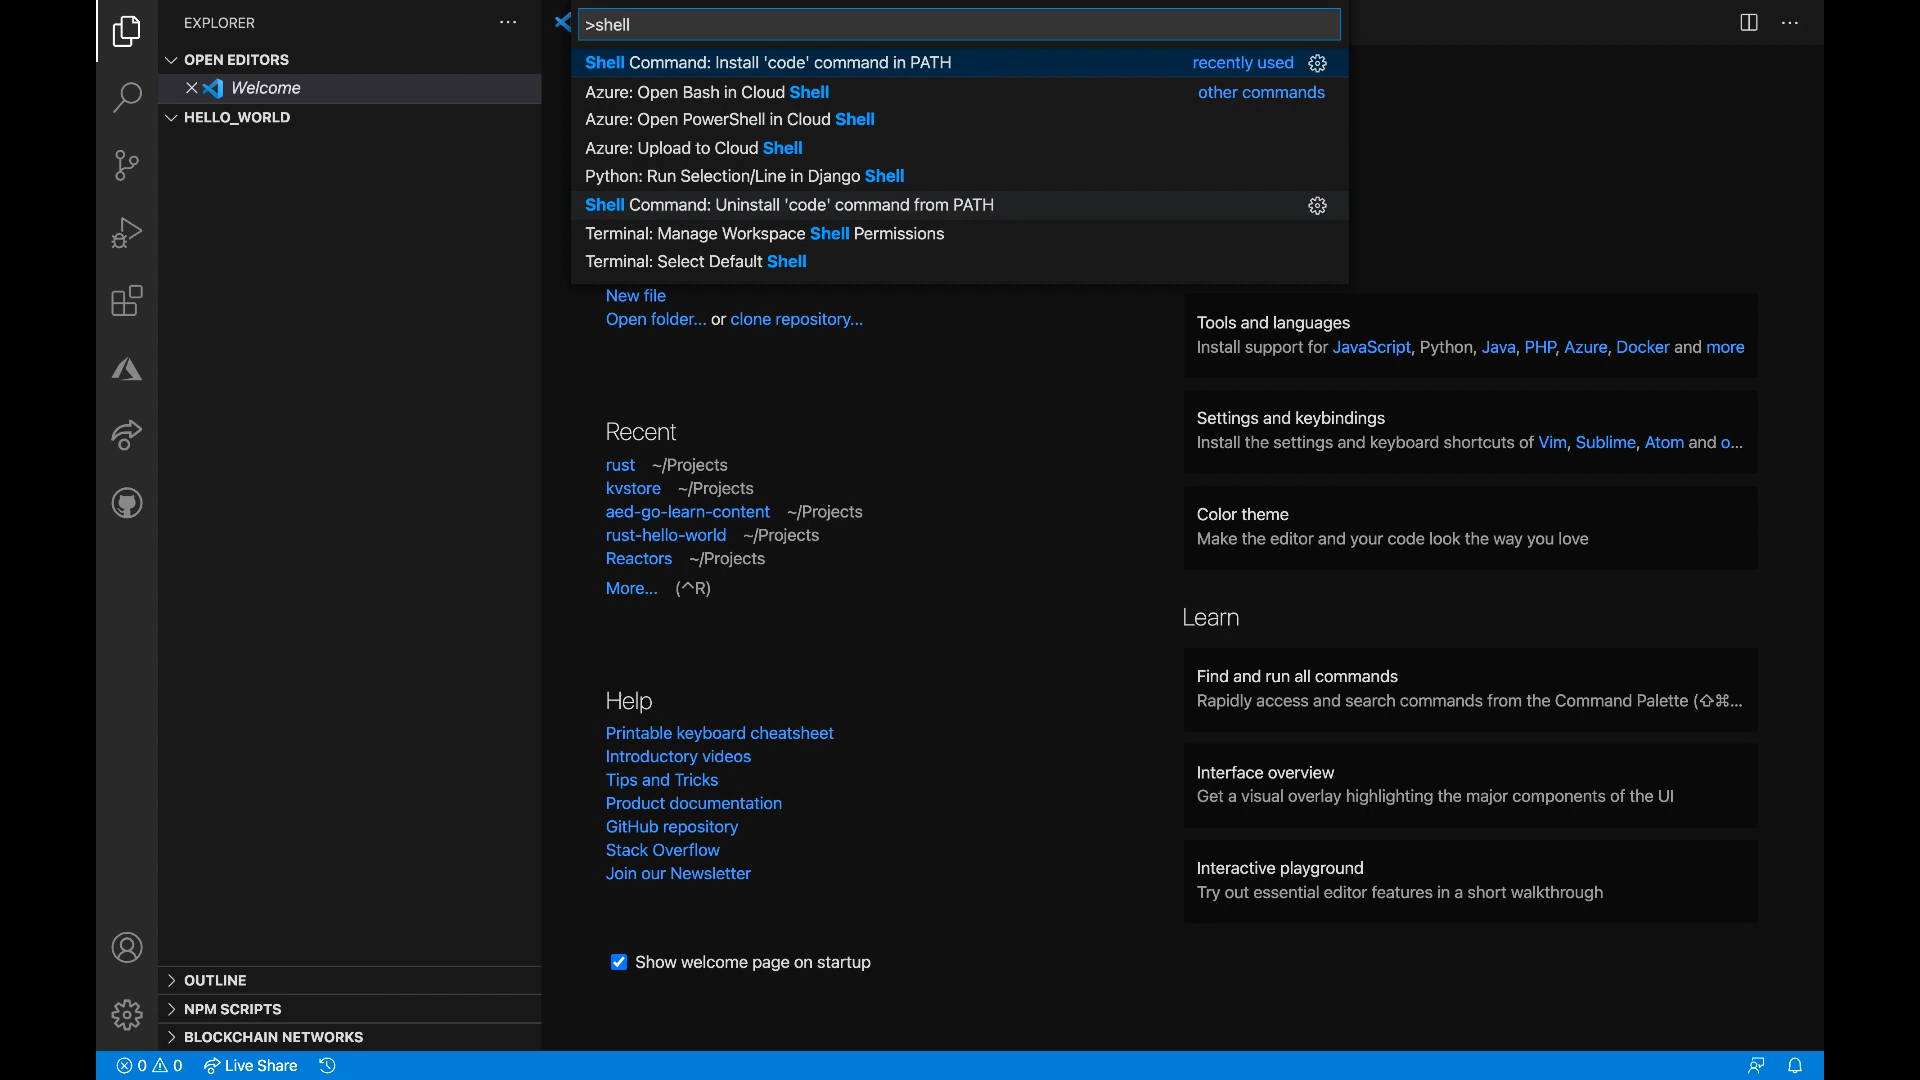 EXPLORER
OPEN EDITORS
Welcome
HELLO_WORLD
OUTLINE
NPM SCRIPTS
BLOCKCHAIN NETWORKS
>shell
Shell Command: Install 'code' command in PATH recently used
Azure: Open Bash in Cloud Shell other commands
Azure: Open PowerShell in Cloud Shell
Azure: Upload to Cloud Shell
Python: Run Selection/Line in Django Shell
Shell Command: Uninstall 'code' command from PATH
Terminal: Manage Workspace Shell Permissions
Terminal: Select Default Shell
New file
Open folder... or clone repository...
Recent
rust ~/Projects
kvstore ~/Projects
aed-go-learn-content ~/Projects
rust-hello-world ~/Projects
Reactors ~/Projects
More... (^R)
Help
Printable keyboard cheatsheet
Introductory videos
Tips and Tricks
Product documentation
GitHub repository
Stack Overflow
Join our Newsletter
Show welcome page on startup
Tools and languages
Install support for JavaScript, Python, Java, PHP, Azure, Docker and more
Settings and keybindings
Install the settings and keyboard shortcuts of Vim, Sublime, Atom and o...
Color theme
Make the editor and your code look the way you love
Learn
Find and run all commands
Rapidly access and search commands from the Command Palette (⇧⌘...
Interface overview
Get a visual overlay highlighting the major components of the UI
Interactive playground
Try out essential editor features in a short walkthrough
0 0 Live Share